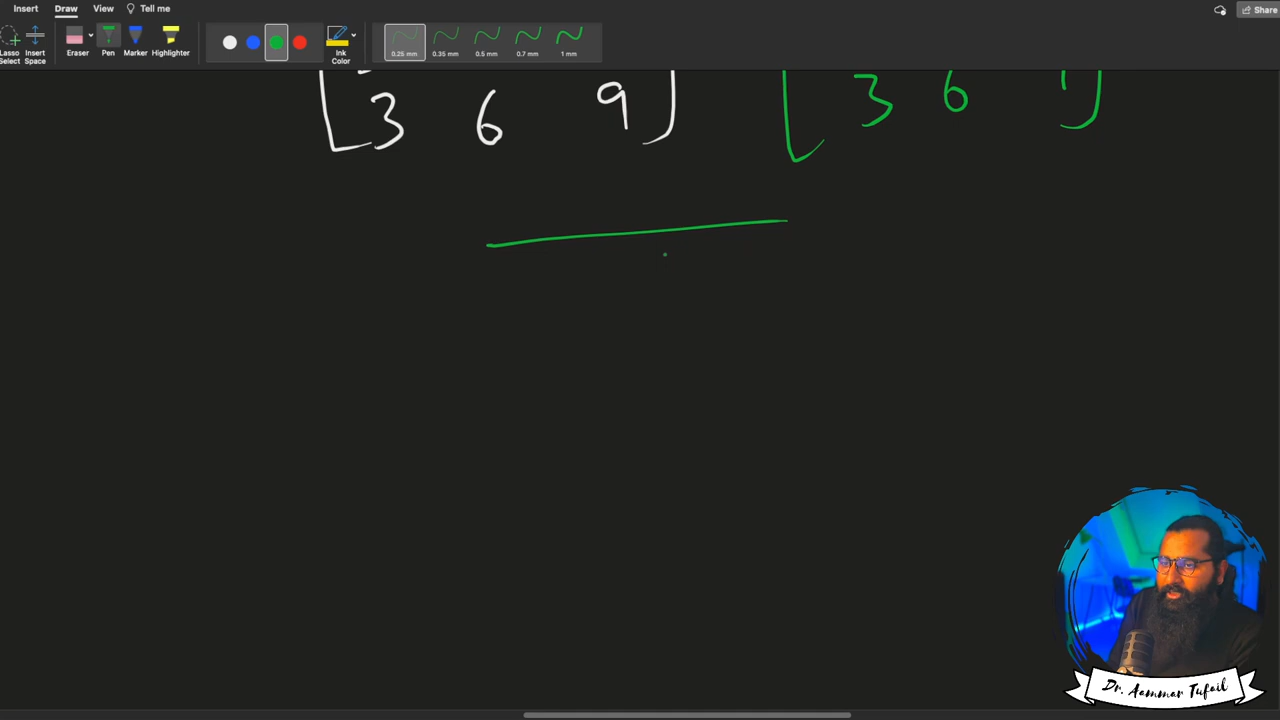 Insert Draw View Tell me
Share
Lasso Select
Insert Space
Eraser
Pen
Marker
Highlighter
Ink Color
0.25 mm
0.35 mm
0.5 mm
0.7 mm
1 mm
3 6 9
3 6
Dr. Aammar Tufail